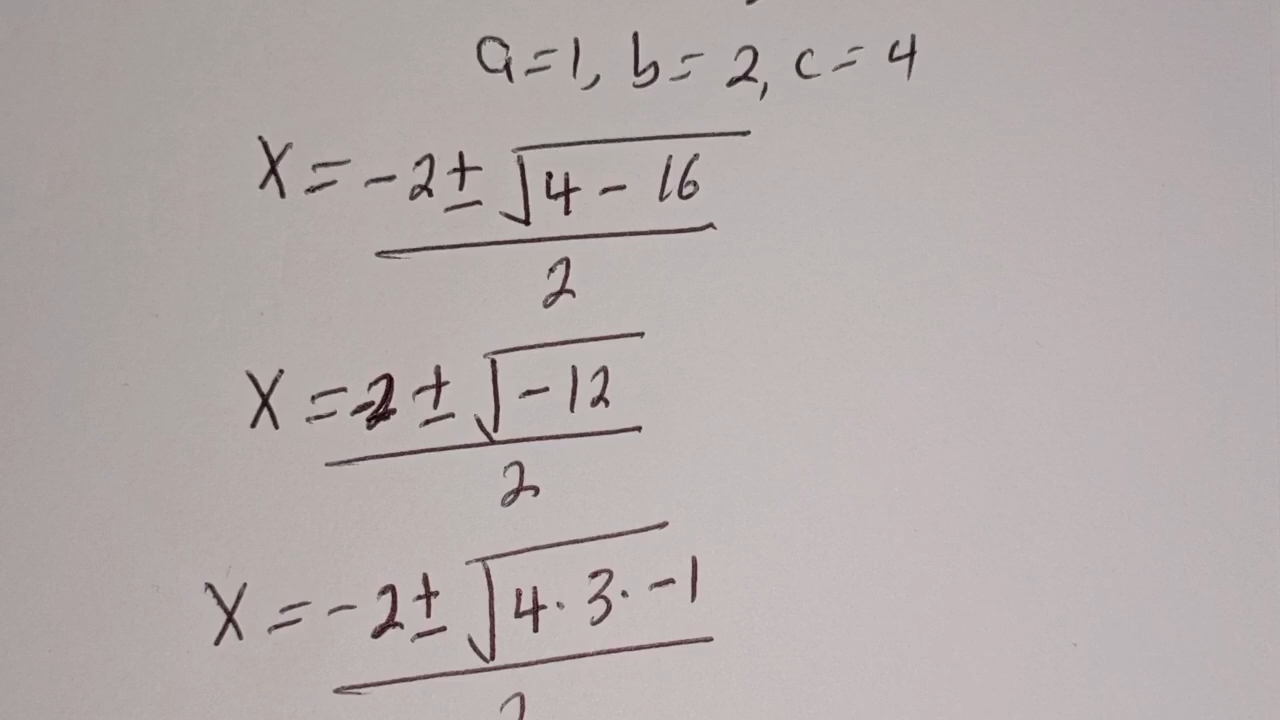 a=1, b=2, c=4
X = -2 ± √4 - 16
2
X = -2 ± √-12
2
X = -2 ± √4 · 3 · -1